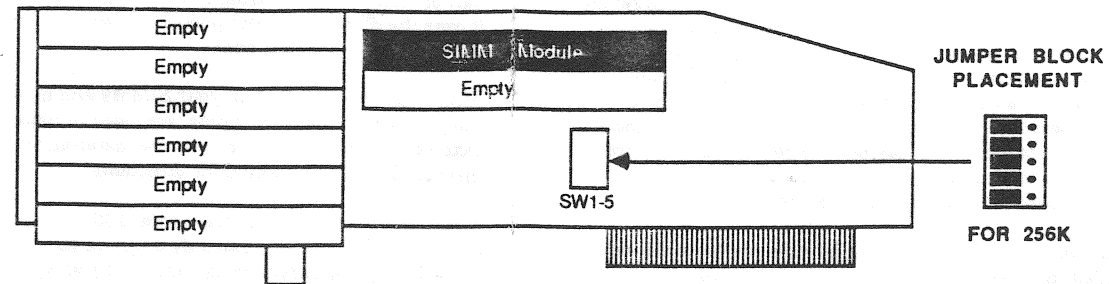 Empty
Empty
Empty
Empty
Empty
Empty
SIMM Module
Empty
SW1-5
JUMPER BLOCK
PLACEMENT
FOR 256K